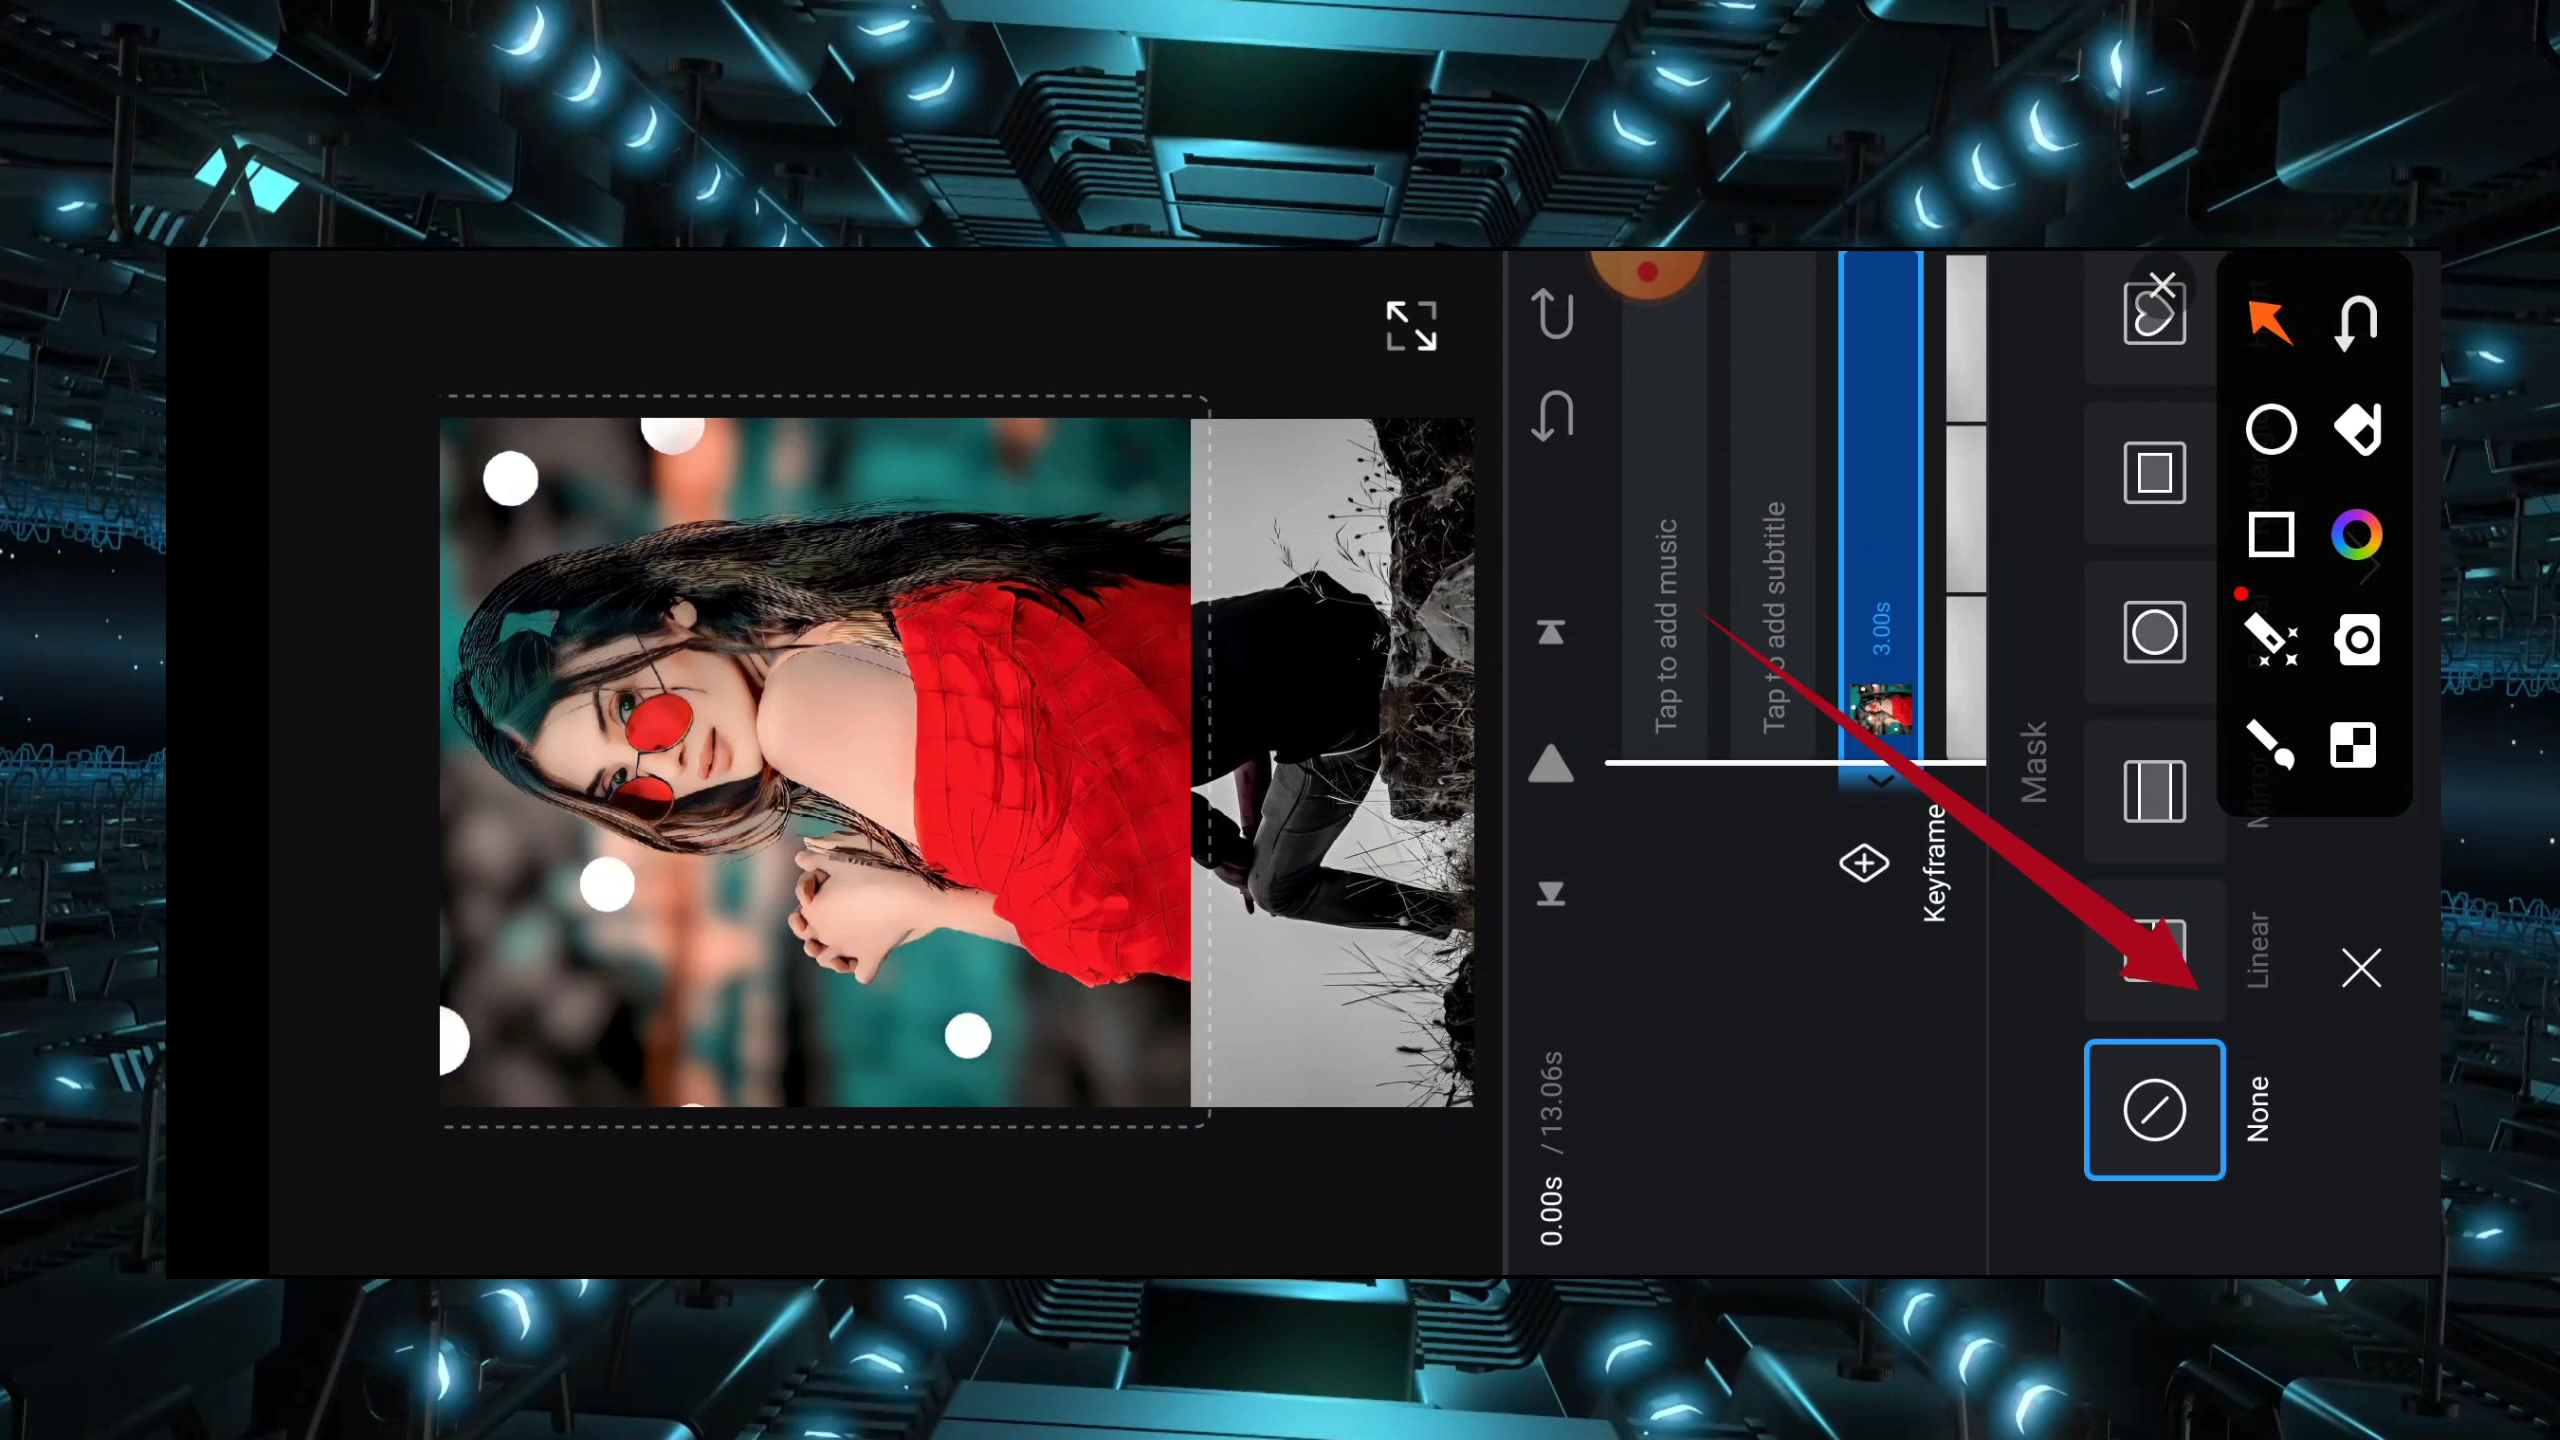 0.00s / 13.06s
Tap to add music
Tap to add subtitle
3.00s
Keyframe
Mask
None
Linear